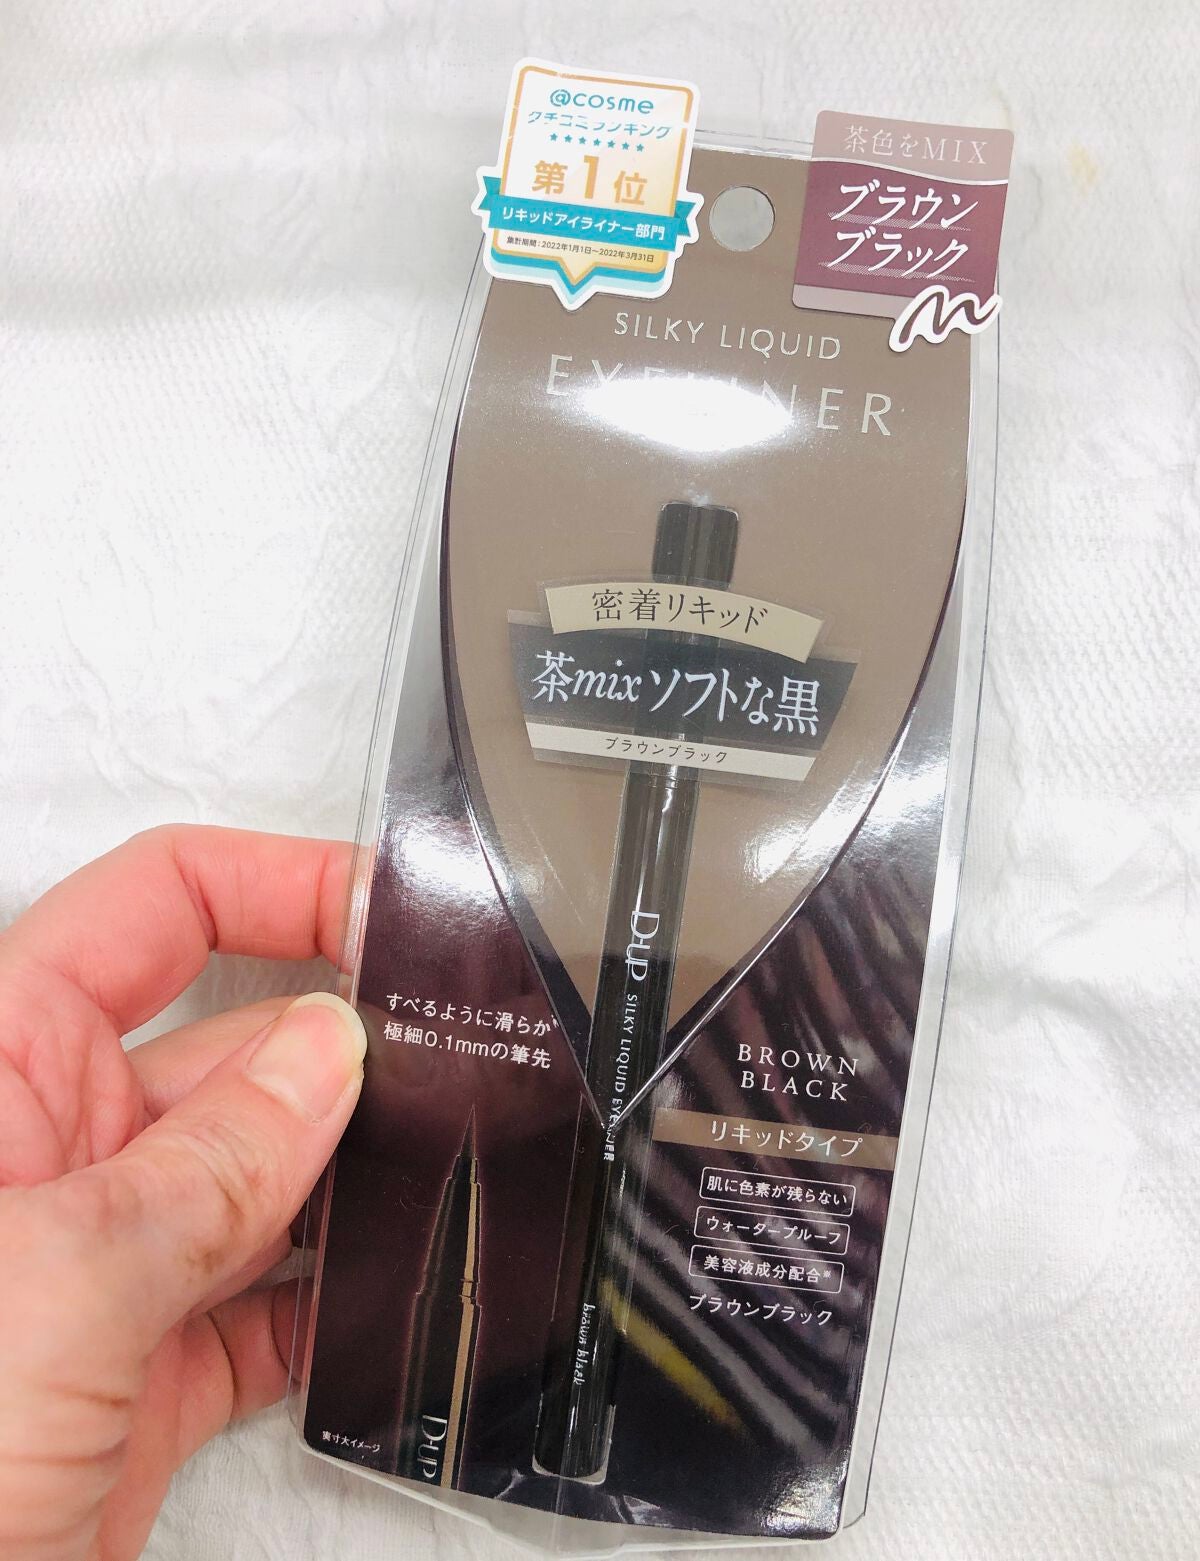 @cosme
クチコミランキング
★★★★★★★
第1位
リキッドアイライナー部門
集計期間:2022年1月1日〜2022年3月31日
茶色をMIX
ブラウン
ブラック
SILKY LIQUID
EYELINER
密着リキッド
茶mixソフトな黒
ブラウンブラック
D-UP SILKY LIQUID EYELINER
brown black
すべるように滑らか
極細0.1mmの筆先
D-UP
実寸大イメージ
BROWN
BLACK
リキッドタイプ
肌に色素が残らない
ウォータープルーフ
美容液成分配合※
ブラウンブラック